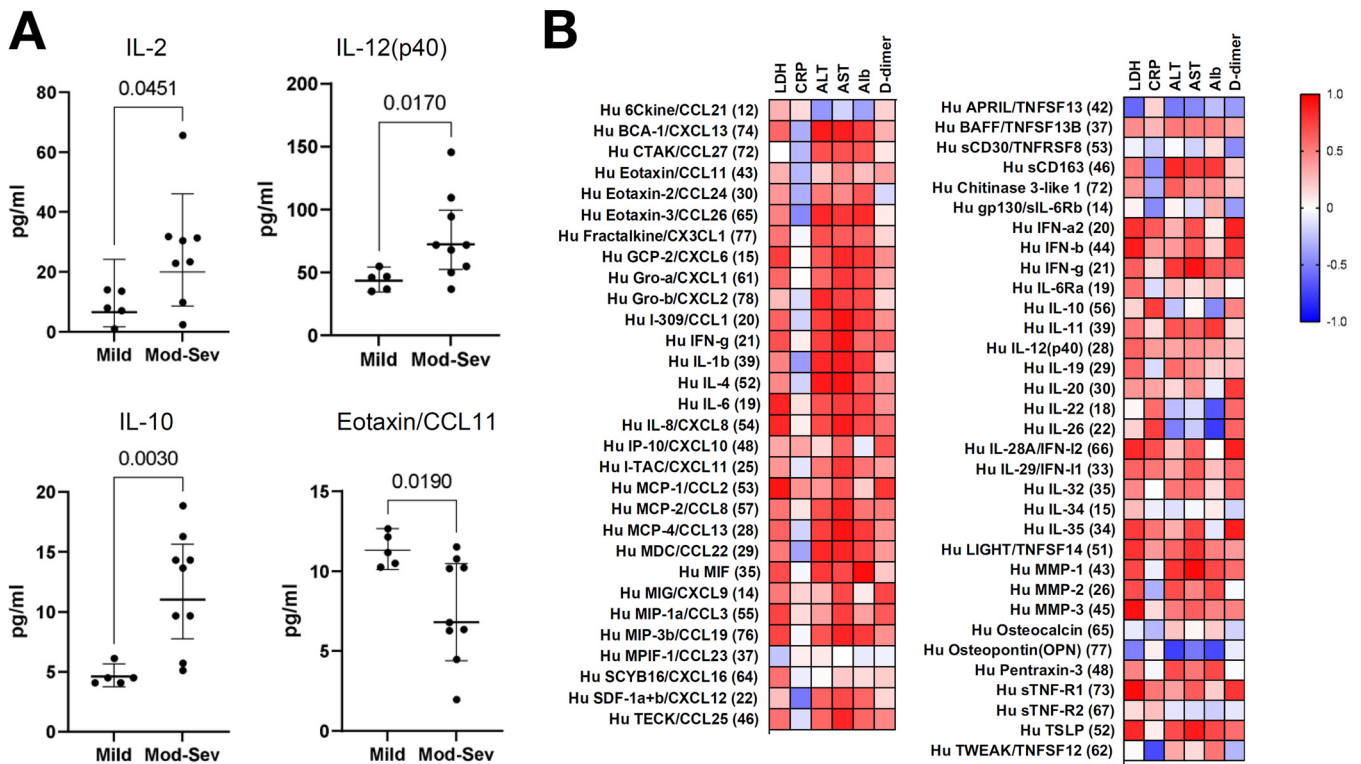 A
IL-2
0.0451
80
60
40
20
0
pg/ml
Mild
Mod-Sev
IL-12(p40)
0.0170
200
150
100
50
0
pg/ml
Mild
Mod-Sev
IL-10
0.0030
20
15
10
5
0
pg/ml
Mild
Mod-Sev
Eotaxin/CCL11
0.0190
15
10
5
0
pg/ml
Mild
Mod-Sev
B
LDH
CRP
ALT
AST
Alb
D-dimer
Hu 6Ckine/CCL21 (12)
Hu BCA-1/CXCL13 (74)
Hu CTAK/CCL27 (72)
Hu Eotaxin/CCL11 (43)
Hu Eotaxin-2/CCL24 (30)
Hu Eotaxin-3/CCL26 (65)
Hu Fractalkine/CX3CL1 (77)
Hu GCP-2/CXCL6 (15)
Hu Gro-a/CXCL1 (61)
Hu Gro-b/CXCL2 (78)
Hu I-309/CCL1 (20)
Hu IFN-g (21)
Hu IL-1b (39)
Hu IL-4 (52)
Hu IL-6 (19)
Hu IL-8/CXCL8 (54)
Hu IP-10/CXCL10 (48)
Hu I-TAC/CXCL11 (25)
Hu MCP-1/CCL2 (53)
Hu MCP-2/CCL8 (57)
Hu MCP-4/CCL13 (28)
Hu MDC/CCL22 (29)
Hu MIF (35)
Hu MIG/CXCL9 (14)
Hu MIP-1a/CCL3 (55)
Hu MIP-3b/CCL19 (76)
Hu MPIF-1/CCL23 (37)
Hu SCYB16/CXCL16 (64)
Hu SDF-1a+b/CXCL12 (22)
Hu TECK/CCL25 (46)
LDH
CRP
ALT
AST
Alb
D-dimer
Hu APRIL/TNFSF13 (42)
Hu BAFF/TNFSF13B (37)
Hu sCD30/TNFRSF8 (53)
Hu sCD163 (46)
Hu Chitinase 3-like 1 (72)
Hu gp130/sIL-6Rb (14)
Hu IFN-a2 (20)
Hu IFN-b (44)
Hu IFN-g (21)
Hu IL-6Ra (19)
Hu IL-10 (56)
Hu IL-11 (39)
Hu IL-12(p40) (28)
Hu IL-19 (29)
Hu IL-20 (30)
Hu IL-22 (18)
Hu IL-26 (22)
Hu IL-28A/IFN-l2 (66)
Hu IL-29/IFN-l1 (33)
Hu IL-32 (35)
Hu IL-34 (15)
Hu IL-35 (34)
Hu LIGHT/TNFSF14 (51)
Hu MMP-1 (43)
Hu MMP-2 (26)
Hu MMP-3 (45)
Hu Osteocalcin (65)
Hu Osteopontin(OPN) (77)
Hu Pentraxin-3 (48)
Hu sTNF-R1 (73)
Hu sTNF-R2 (67)
Hu TSLP (52)
Hu TWEAK/TNFSF12 (62)
1.0
0.5
0
-0.5
-1.0